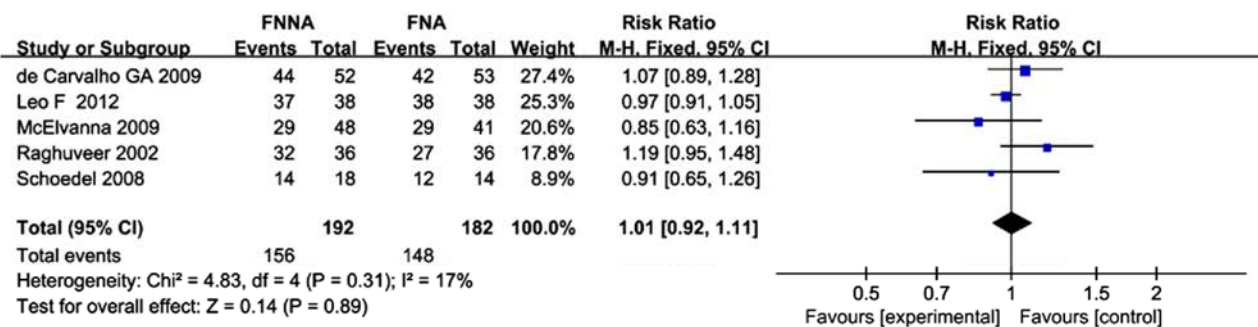 FNNA FNA Risk Ratio Risk Ratio
Study or Subgroup Events Total Events Total Weight M-H, Fixed, 95% CI M-H, Fixed, 95% CI
de Carvalho GA 2009 44 52 42 53 27.4% 1.07 [0.89, 1.28]
Leo F 2012 37 38 38 38 25.3% 0.97 [0.91, 1.05]
McElvanna 2009 29 48 29 41 20.6% 0.85 [0.63, 1.16]
Raghuveer 2002 32 36 27 36 17.8% 1.19 [0.95, 1.48]
Schoedel 2008 14 18 12 14 8.9% 0.91 [0.65, 1.26]
Total (95% CI) 192 182 100.0% 1.01 [0.92, 1.11]
Total events 156 148
Heterogeneity: Chi² = 4.83, df = 4 (P = 0.31); I² = 17%
Test for overall effect: Z = 0.14 (P = 0.89)
0.5 0.7 1 1.5 2
Favours [experimental] Favours [control]